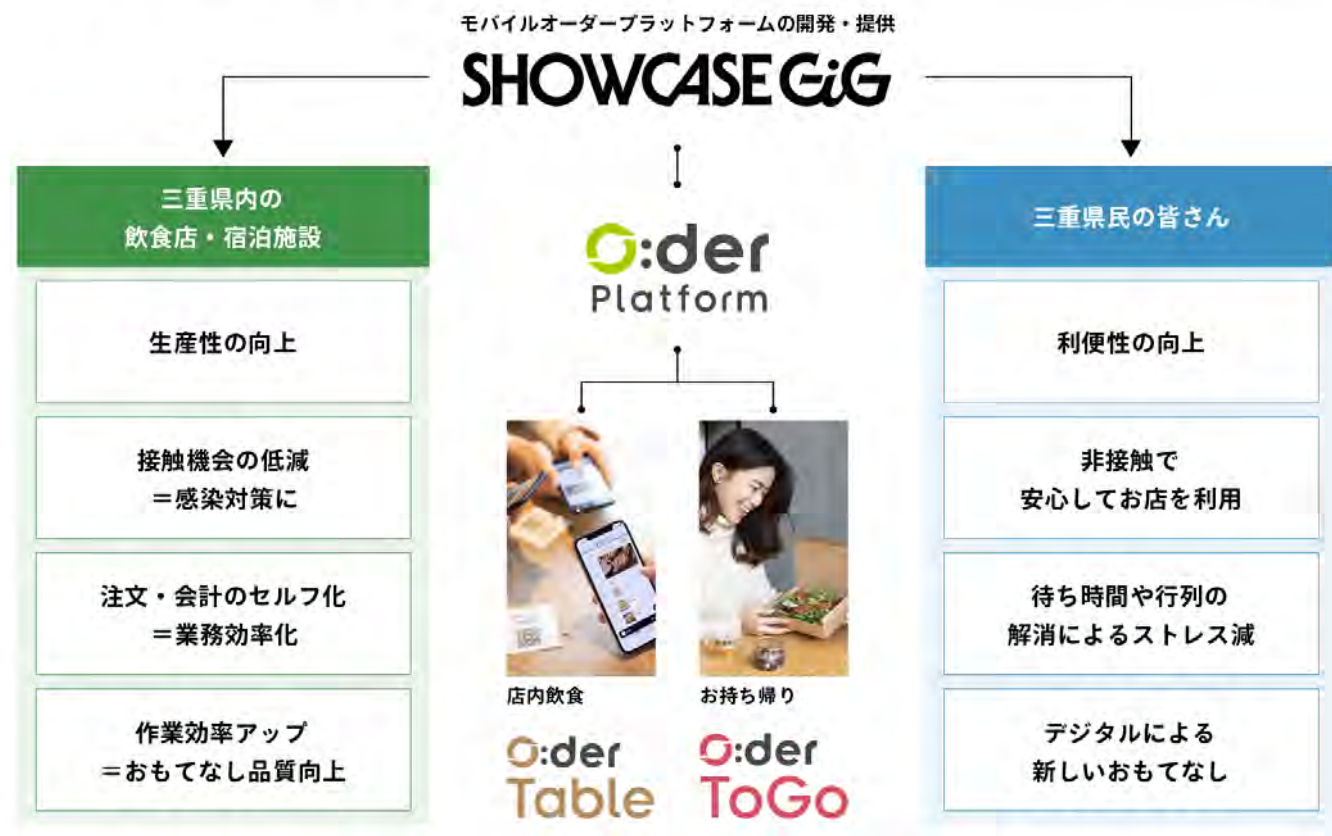 モバイルオーダープラットフォームの開発・提供
SHOWCASE GiG
三重県内の
飲食店・宿泊施設
生産性の向上
接触機会の低減
＝感染対策に
注文・会計のセルフ化
＝業務効率化
作業効率アップ
＝おもてなし品質向上
O:der
Platform
店内飲食
O:der
Table
お持ち帰り
O:der
ToGo
三重県民の皆さん
利便性の向上
非接触で
安心してお店を利用
待ち時間や行列の
解消によるストレス減
デジタルによる
新しいおもてなし